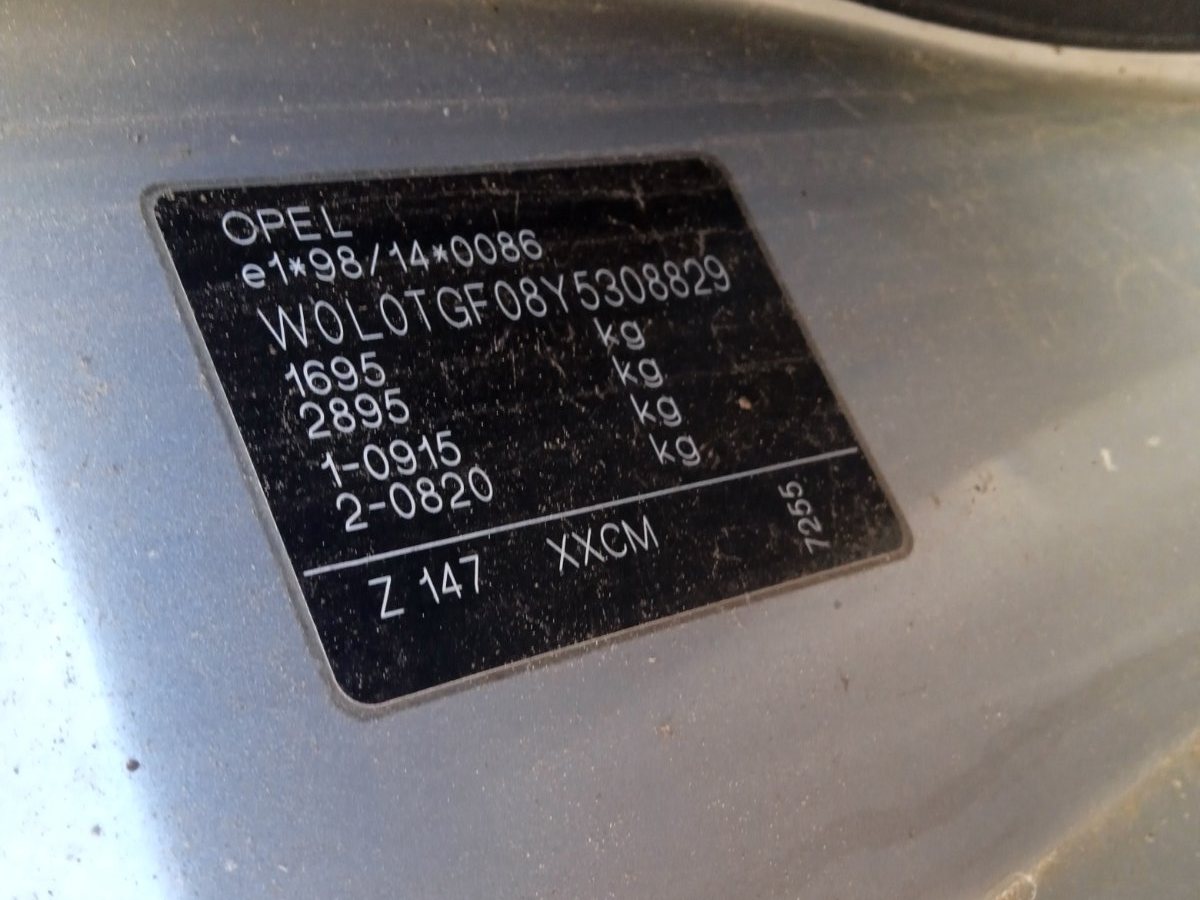 OPEL
e1*98/14*0086
W0L0TGF08Y5308829
1695 kg
2895 kg
1-0915 kg
2-0820 kg
Z 147 XXCM
7255